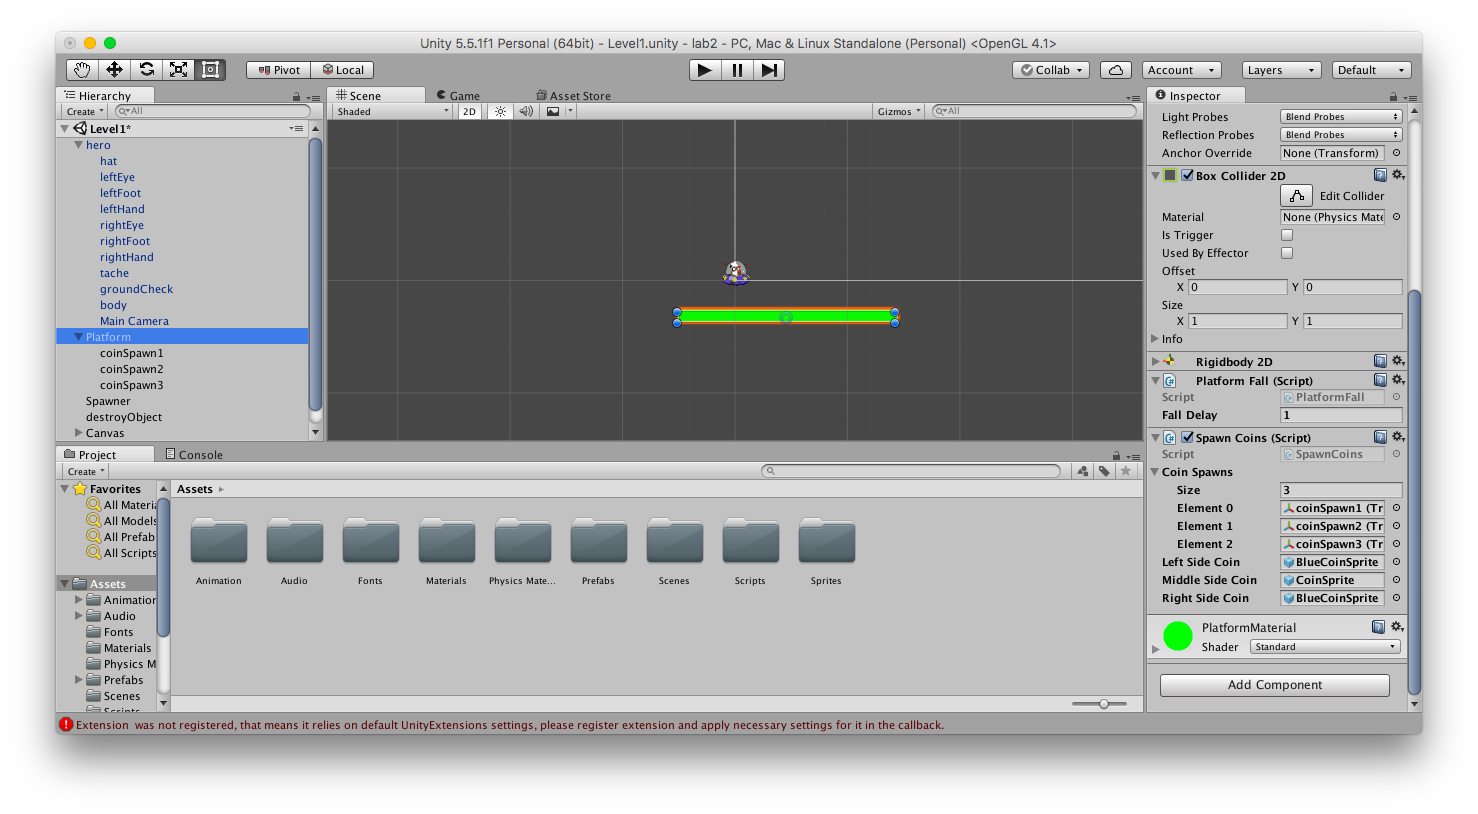 Unity 5.5.1f1 Personal (64bit) - Level1.unity - lab2 - PC, Mac & Linux Standalone (Personal) <OpenGL 4.1>
Pivot Local Collab Account Layers Default
Hierarchy
Create All
Level1*
hero
hat
leftEye
leftFoot
leftHand
rightEye
rightFoot
rightHand
tache
groundCheck
body
Main Camera
Platform
coinSpawn1
coinSpawn2
coinSpawn3
Spawner
destroyObject
Canvas
Scene Game Asset Store
Shaded 2D Gizmos All
Project Console
Create
Favorites
All Materia
All Models
All Prefab
All Scripts
Assets
Animation
Audio
Fonts
Materials
Physics M
Prefabs
Scenes
Scripts
Assets
Animation Audio Fonts Materials Physics Mate... Prefabs Scenes Scripts Sprites
Inspector
Light Probes Blend Probes
Reflection Probes Blend Probes
Anchor Override None (Transform)
Box Collider 2D
Edit Collider
Material None (Physics Mate
Is Trigger
Used By Effector
Offset
X 0 Y 0
Size
X 1 Y 1
Info
Rigidbody 2D
Platform Fall (Script)
Script PlatformFall
Fall Delay 1
Spawn Coins (Script)
Script SpawnCoins
Coin Spawns
Size 3
Element 0 coinSpawn1 (Tr
Element 1 coinSpawn2 (Tr
Element 2 coinSpawn3 (Tr
Left Side Coin BlueCoinSprite
Middle Side Coin CoinSprite
Right Side Coin BlueCoinSprite
PlatformMaterial
Shader Standard
Add Component
Extension was not registered, that means it relies on default UnityExtensions settings, please register extension and apply necessary settings for it in the callback.